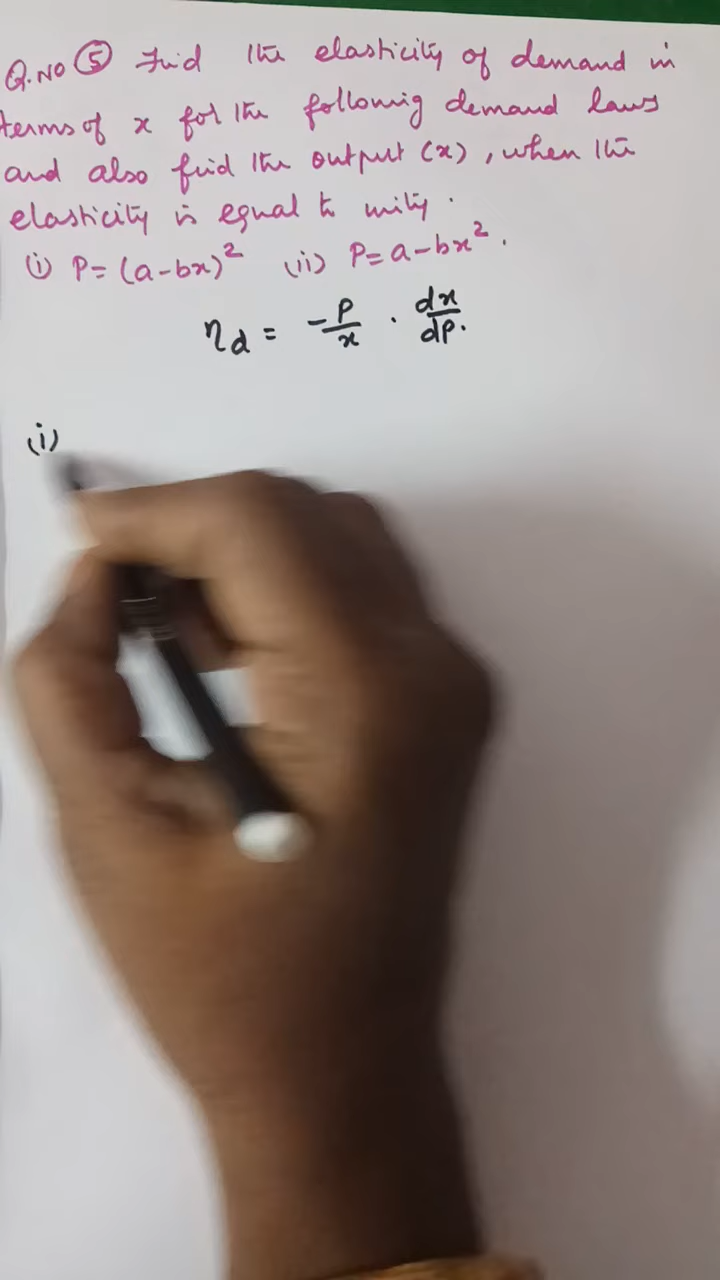 Q.NO ⑤ Find the elasticity of demand in
terms of x for the following demand laws
and also find the output (x), when the
elasticity is equal to unity.
(i) P=(a-bx)² (ii) P=a-bx².
ηd = -P/x · dx/dP.
(i)